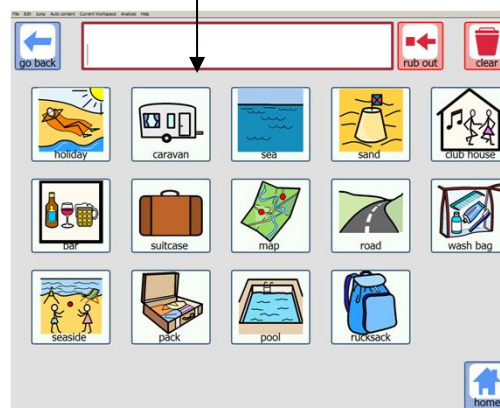 File Edit Jump Auto content Current Workspace Analysis Help
go back
rub out
clear
holiday
caravan
sea
sand
club house
bar
suitcase
map
road
wash bag
seaside
pack
pool
rucksack
home